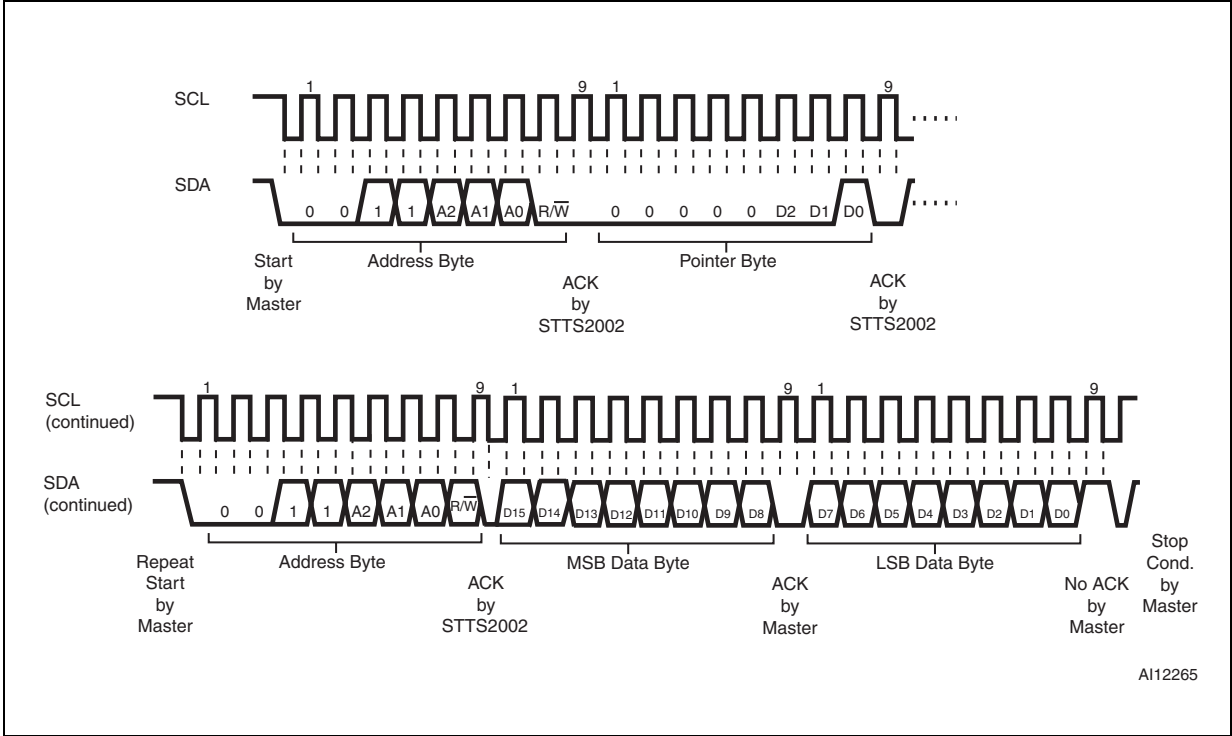 1 9 1 9
SCL
SDA
0 0 1 1 A2 A1 A0 R/W̅ 0 0 0 0 0 D2 D1 D0
Start
by
Master
Address Byte
Pointer Byte
ACK
by
STTS2002
ACK
by
STTS2002
1 9 1 9 1 9
SCL
(continued)
SDA
(continued)
0 0 1 1 A2 A1 A0 R/W̅ D15 D14 D13 D12 D11 D10 D9 D8 D7 D6 D5 D4 D3 D2 D1 D0
Repeat
Start
by
Master
Address Byte
ACK
by
STTS2002
MSB Data Byte
ACK
by
Master
LSB Data Byte
No ACK
by
Master
Stop
Cond.
by
Master
AI12265